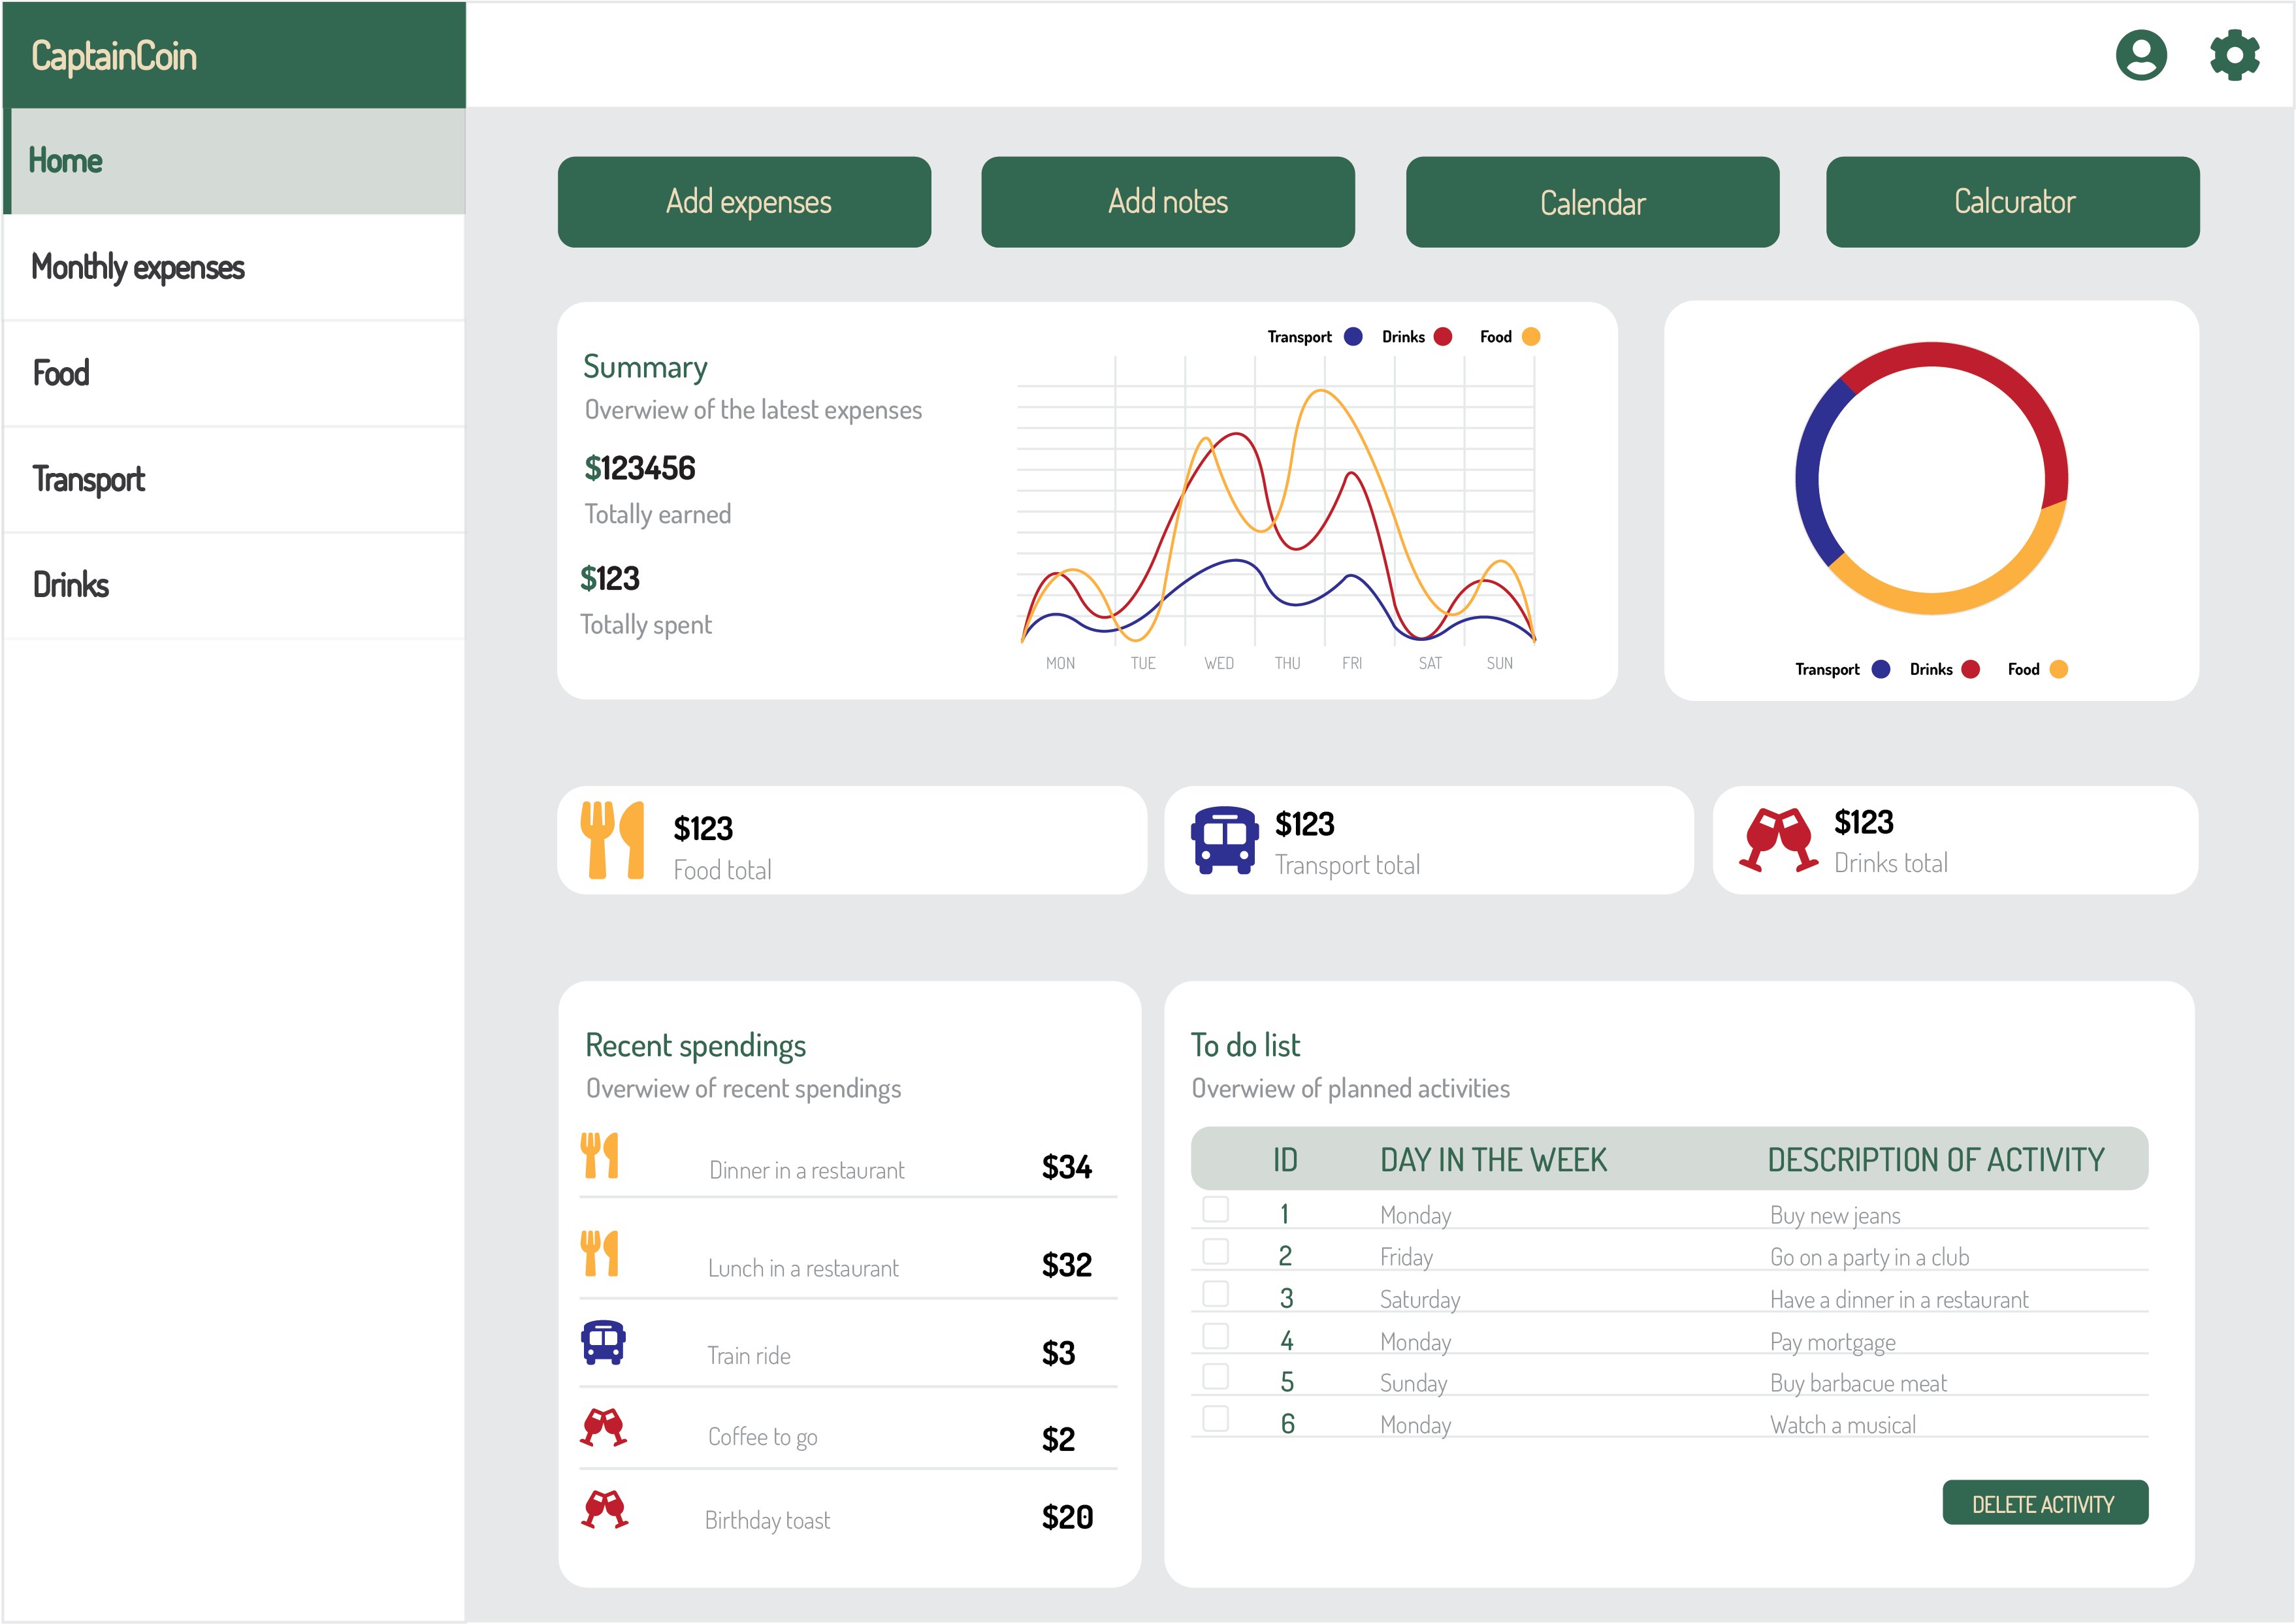 CaptainCoin
Home
Monthly expenses
Food
Transport
Drinks
Add expenses
Add notes
Calendar
Calcurator
Summary
Overwiew of the latest expenses
$123456
Totally earned
$123
Totally spent
Transport Drinks Food
MON TUE WED THU FRI SAT SUN
Transport Drinks Food
$123
Food total
$123
Transport total
$123
Drinks total
Recent spendings
Overwiew of recent spendings
Dinner in a restaurant $34
Lunch in a restaurant $32
Train ride $3
Coffee to go $2
Birthday toast $20
To do list
Overwiew of planned activities
ID DAY IN THE WEEK DESCRIPTION OF ACTIVITY
1 Monday Buy new jeans
2 Friday Go on a party in a club
3 Saturday Have a dinner in a restaurant
4 Monday Pay mortgage
5 Sunday Buy barbacue meat
6 Monday Watch a musical
DELETE ACTIVITY